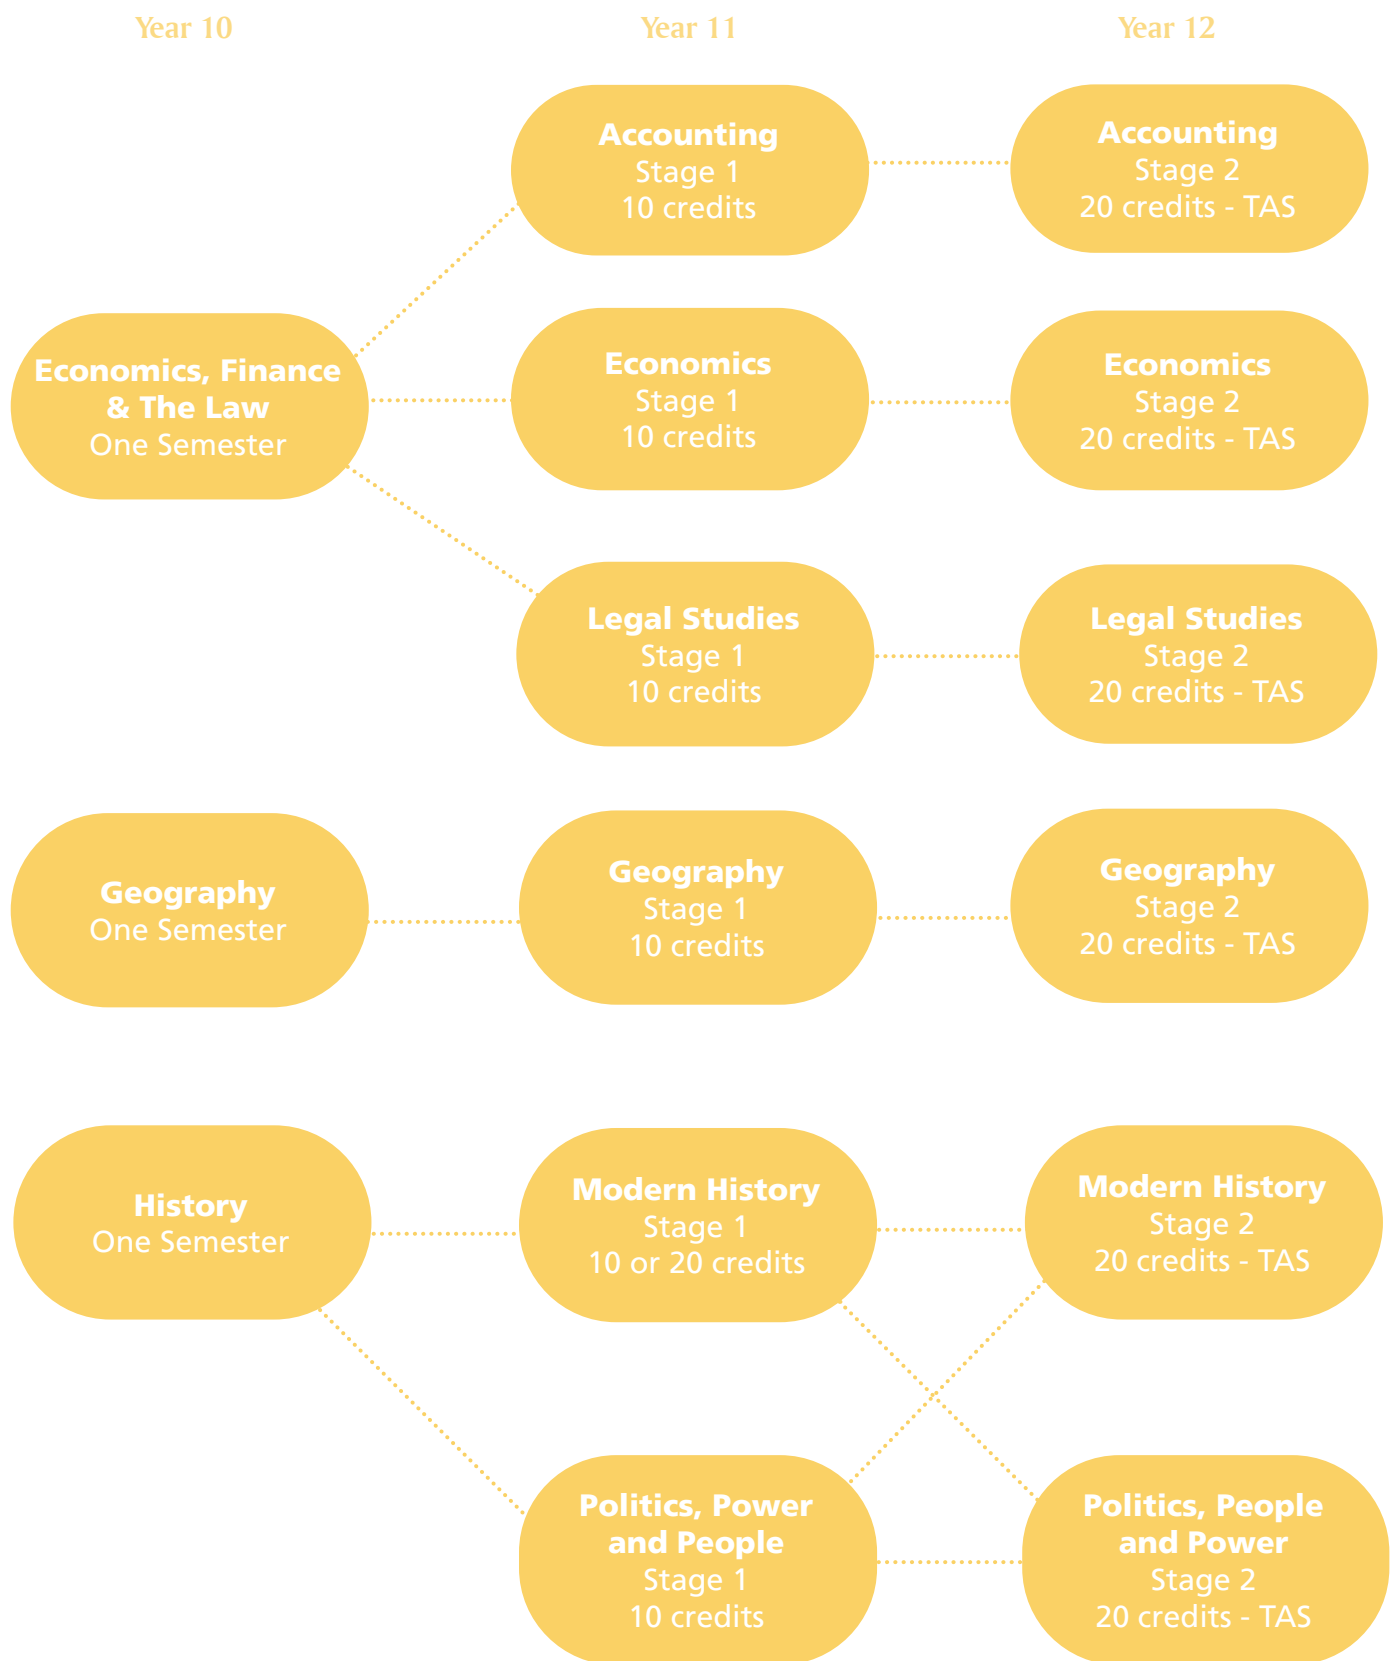 Year 10
Year 11
Year 12
Accounting
Stage 1
10 credits
Accounting
Stage 2
20 credits - TAS
Economics, Finance
& The Law
One Semester
Economics
Stage 1
10 credits
Economics
Stage 2
20 credits - TAS
Legal Studies
Stage 1
10 credits
Legal Studies
Stage 2
20 credits - TAS
Geography
One Semester
Geography
Stage 1
10 credits
Geography
Stage 2
20 credits - TAS
History
One Semester
Modern History
Stage 1
10 or 20 credits
Modern History
Stage 2
20 credits - TAS
Politics, Power
and People
Stage 1
10 credits
Politics, People
and Power
Stage 2
20 credits - TAS